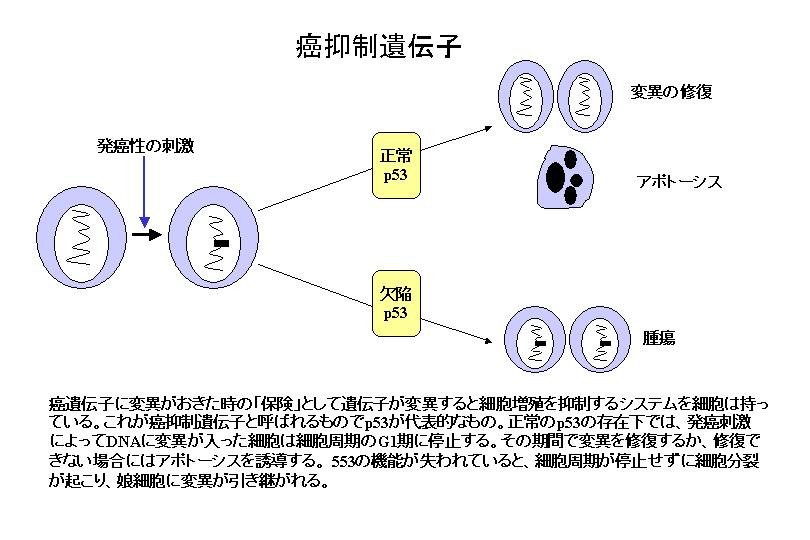 癌抑制遺伝子
発癌性の刺激
正常
p53
変異の修復
アポトーシス
欠陥
p53
腫瘍
癌遺伝子に変異がおきた時の「保険」として遺伝子が変異すると細胞増殖を抑制するシステムを細胞は持っ
ている。これが癌抑制遺伝子と呼ばれるものでp53が代表的なもの。正常のp53の存在下では、発癌刺激
によってDNAに変異が入った細胞は細胞周期のG1期に停止する。その期間で変異を修復するか、修復で
きない場合にはアポトーシスを誘導する。553の機能が失われていると、細胞周期が停止せずに細胞分裂
が起こり、娘細胞に変異が引き継がれる。